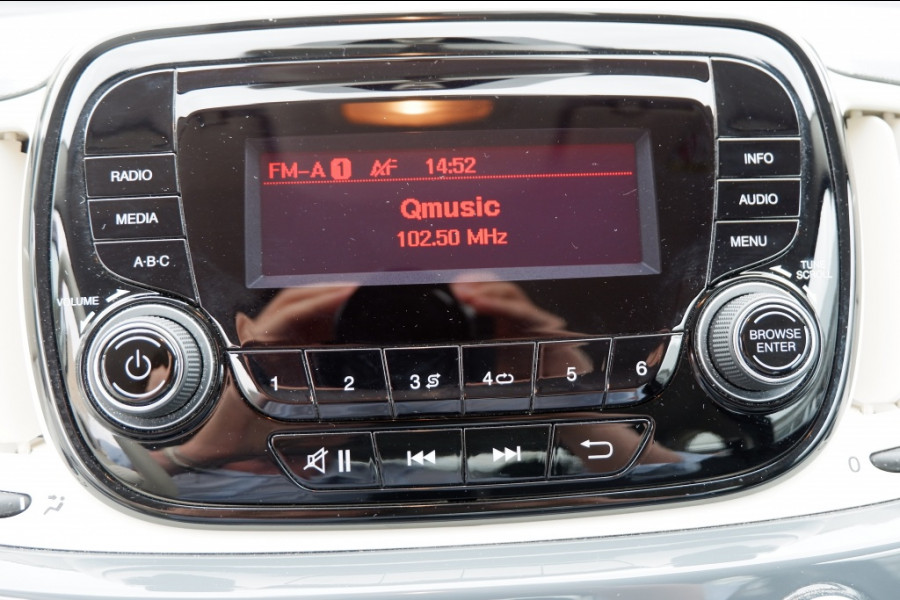 FM-A 1 AF 14:52
Qmusic
102.50 MHz
RADIO
MEDIA
A·B·C
VOLUME
INFO
AUDIO
MENU
TUNE
SCROLL
BROWSE
ENTER
1 2 3 4 5 6
0